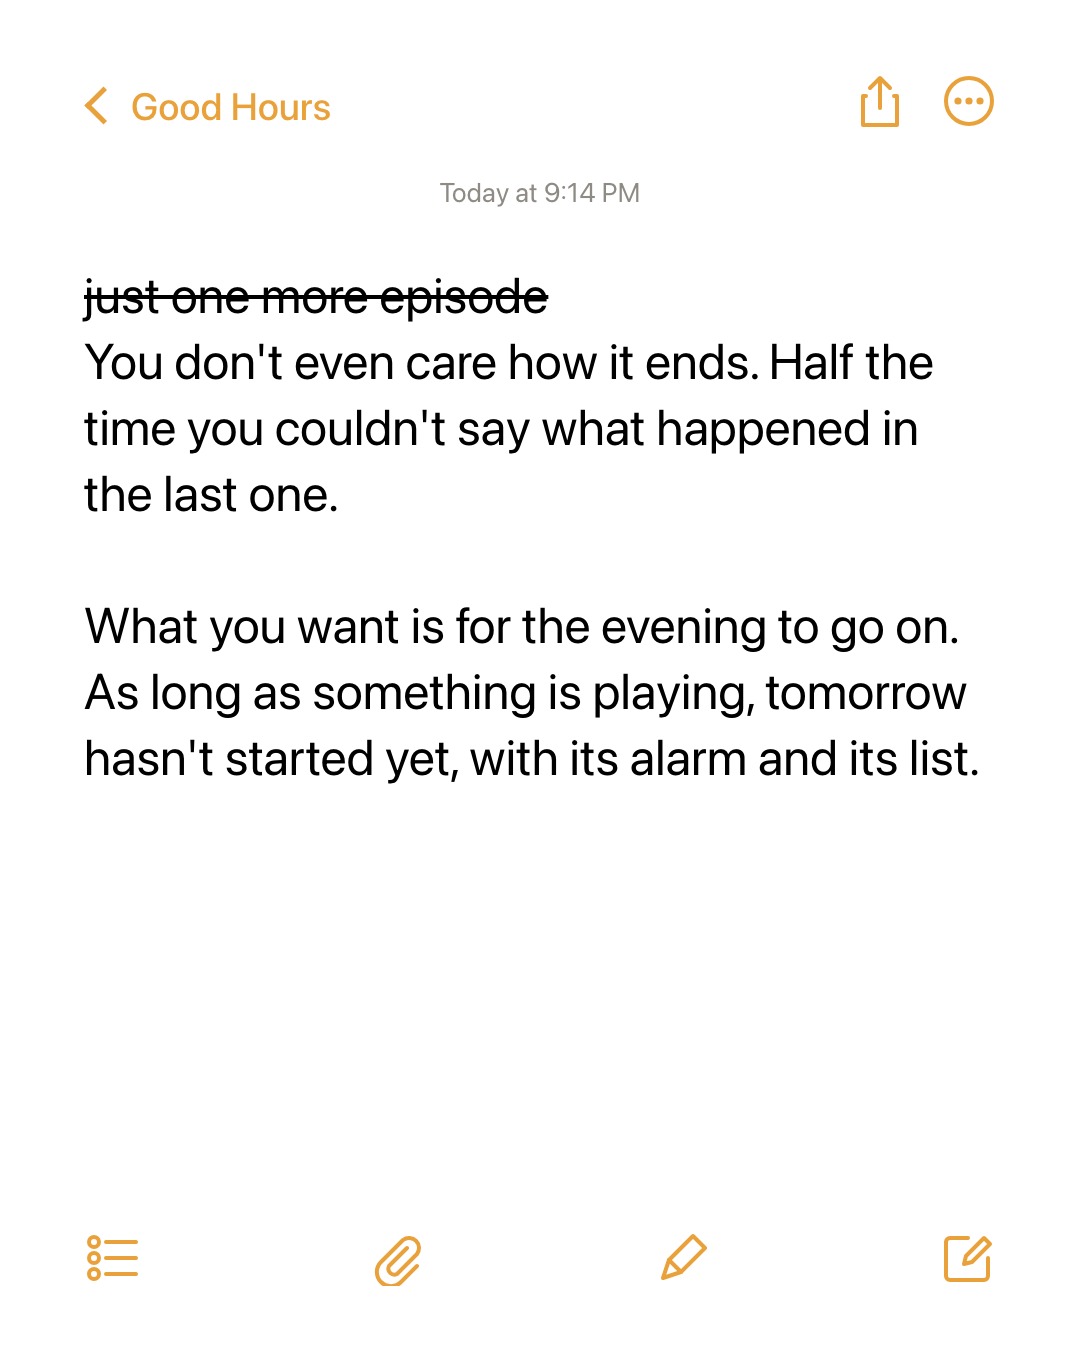 Good Hours
Today at 9:14 PM
just one more episode
You don't even care how it ends. Half the
time you couldn't say what happened in
the last one.
What you want is for the evening to go on.
As long as something is playing, tomorrow
hasn't started yet, with its alarm and its list.